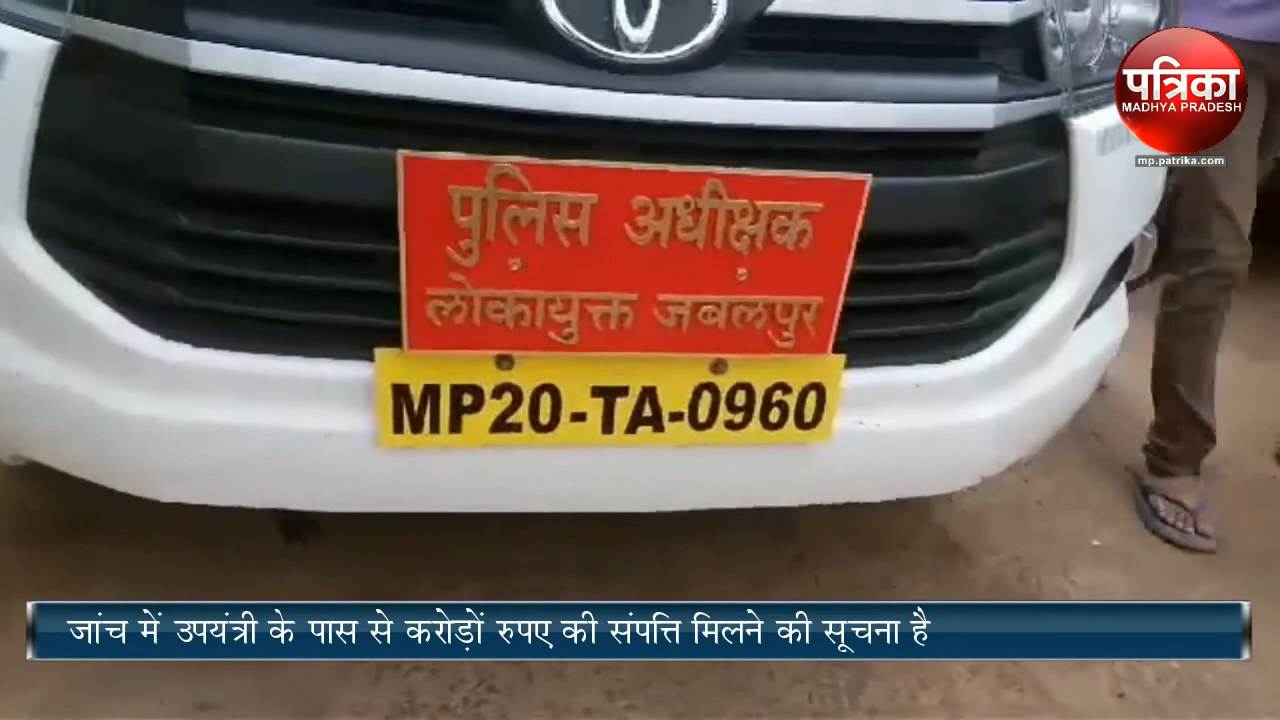 पत्रिका
MADHYA PRADESH
mp.patrika.com
पुलिस अधीक्षक
लोकायुक्त जबलपुर
MP20-TA-0960
जांच में उपयंत्री के पास से करोड़ों रुपए की संपत्ति मिलने की सूचना है